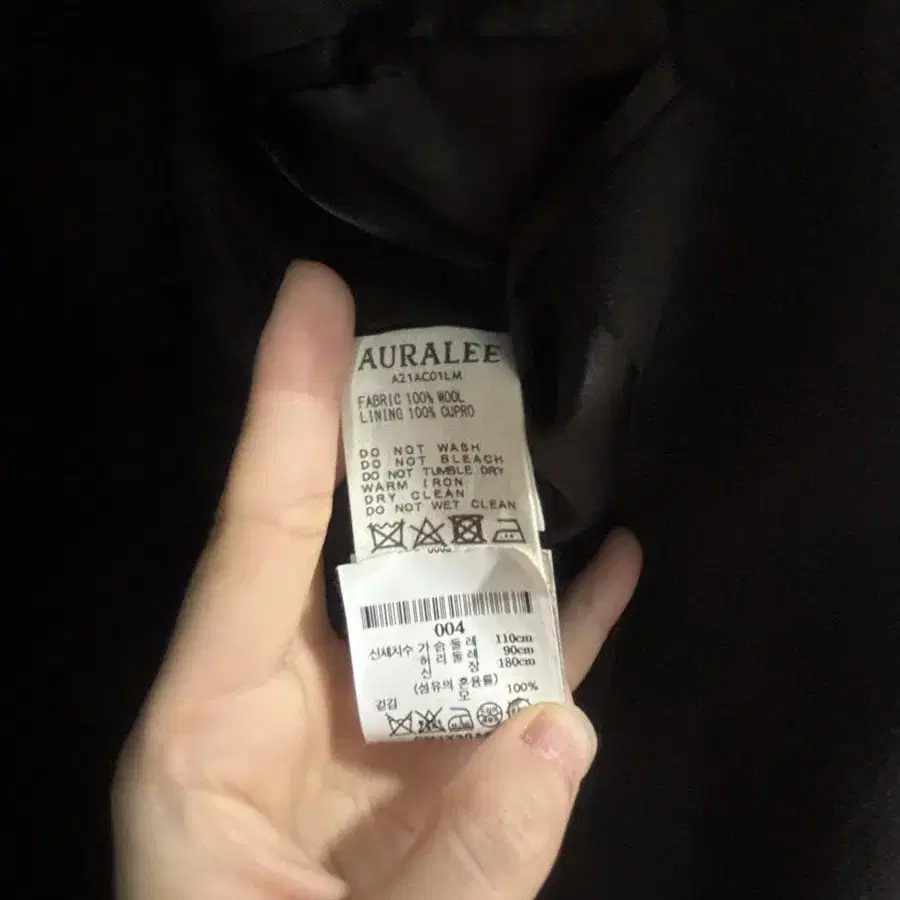 AURALEE
A21AC01LM
FABRIC 100% WOOL
LINING 100% CUPRO
DO NOT WASH
DO NOT BLEACH
DO NOT TUMBLE DRY
WARM IRON
DRY CLEAN
DO NOT WET CLEAN
004
신체치수 가슴둘레 110cm
허리둘레 90cm
신장 180cm
(섬유의 혼용률)
겉감 모 100%